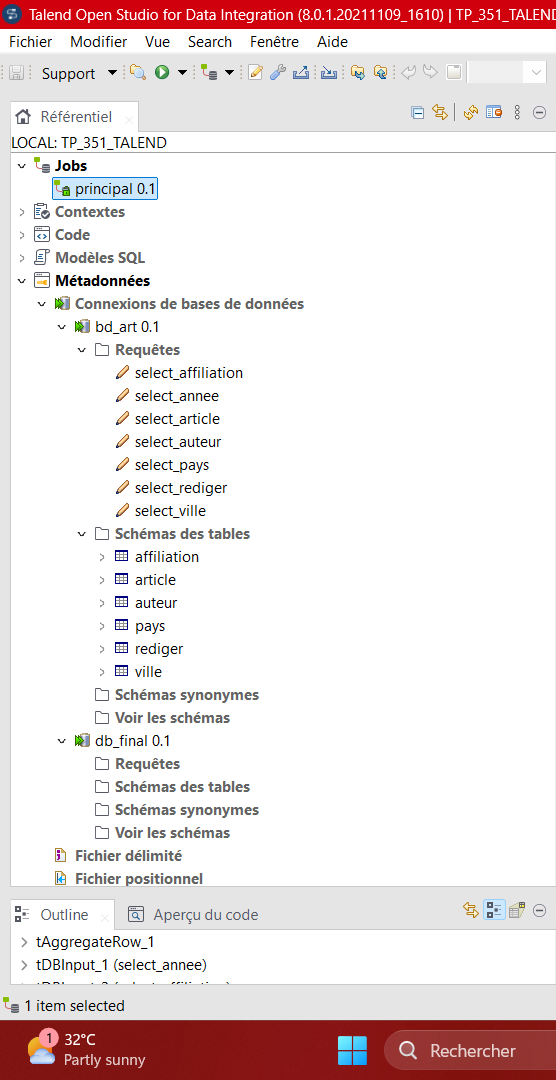 Talend Open Studio for Data Integration (8.0.1.20211109_1610) | TP_351_TALEND
Fichier Modifier Vue Search Fenêtre Aide
Support
Référentiel
LOCAL: TP_351_TALEND
Jobs
principal 0.1
Contextes
Code
Modèles SQL
Métadonnées
Connexions de bases de données
bd_art 0.1
Requêtes
select_affiliation
select_annee
select_article
select_auteur
select_pays
select_rediger
select_ville
Schémas des tables
affiliation
article
auteur
pays
rediger
ville
Schémas synonymes
Voir les schémas
db_final 0.1
Requêtes
Schémas des tables
Schémas synonymes
Voir les schémas
Fichier délimité
Fichier positionnel
Outline Aperçu du code
tAggregateRow_1
tDBInput_1 (select_annee)
1 item selected
1
32°C
Partly sunny
Rechercher